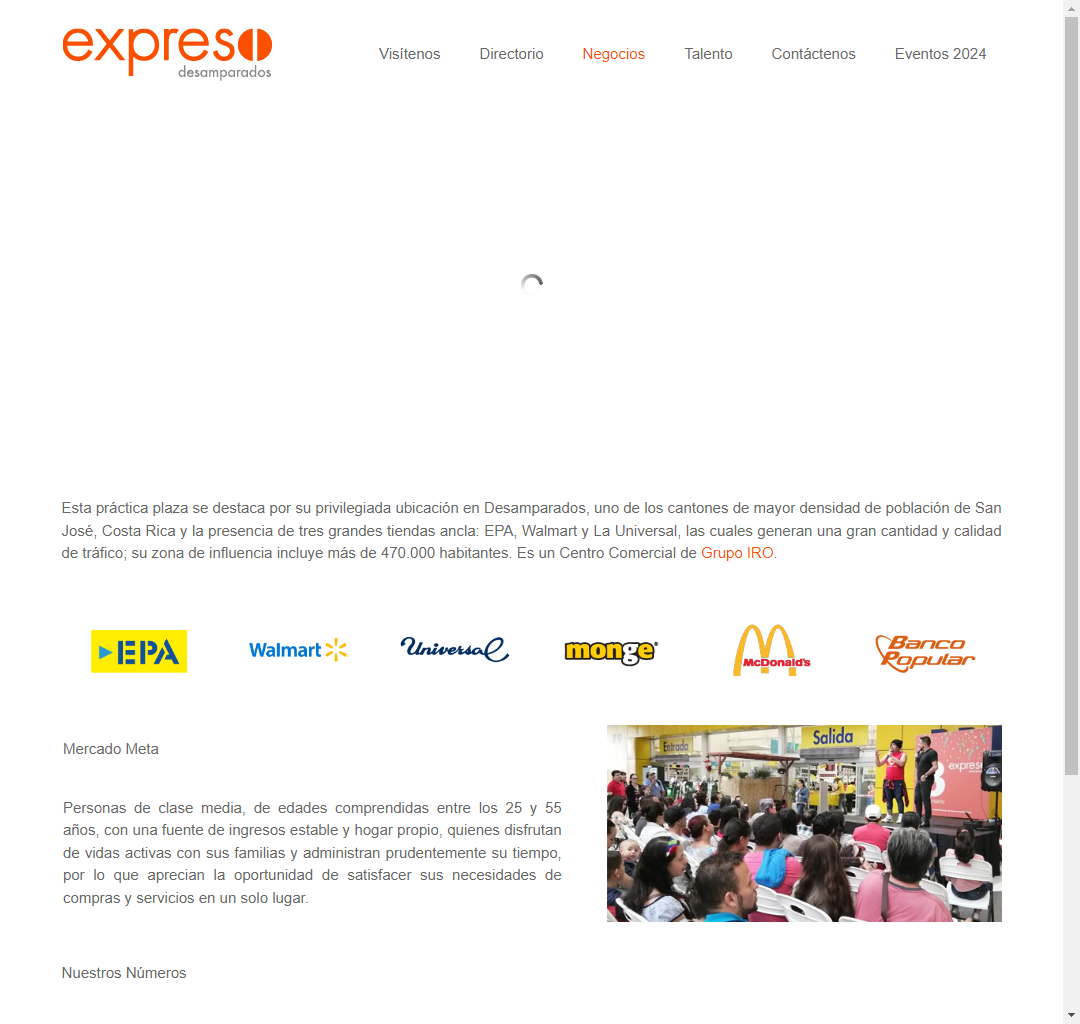 expreso
desamparados
Visítenos
Directorio
Negocios
Talento
Contáctenos
Eventos 2024
Esta práctica plaza se destaca por su privilegiada ubicación en Desamparados, uno de los cantones de mayor densidad de población de San
José, Costa Rica y la presencia de tres grandes tiendas ancla: EPA, Walmart y La Universal, las cuales generan una gran cantidad y calidad
de tráfico; su zona de influencia incluye más de 470.000 habitantes. Es un Centro Comercial de Grupo IRO.
EPA
Walmart
Universal
monge
McDonald's
Banco
Popular
Mercado Meta
Personas de clase media, de edades comprendidas entre los 25 y 55
años, con una fuente de ingresos estable y hogar propio, quienes disfrutan
de vidas activas con sus familias y administran prudentemente su tiempo,
por lo que aprecian la oportunidad de satisfacer sus necesidades de
compras y servicios en un solo lugar.
Entrada
Salida
expreso
Nuestros Números